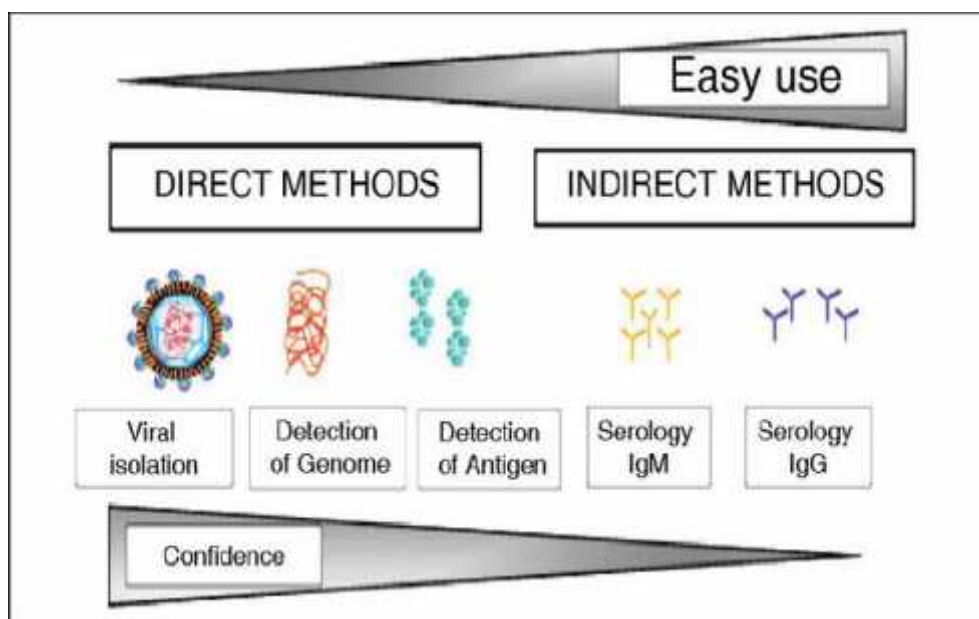 Easy use
DIRECT METHODS
INDIRECT METHODS
Viral
isolation
Detection
of Genome
Detection
of Antigen
Serology
IgM
Serology
IgG
Confidence